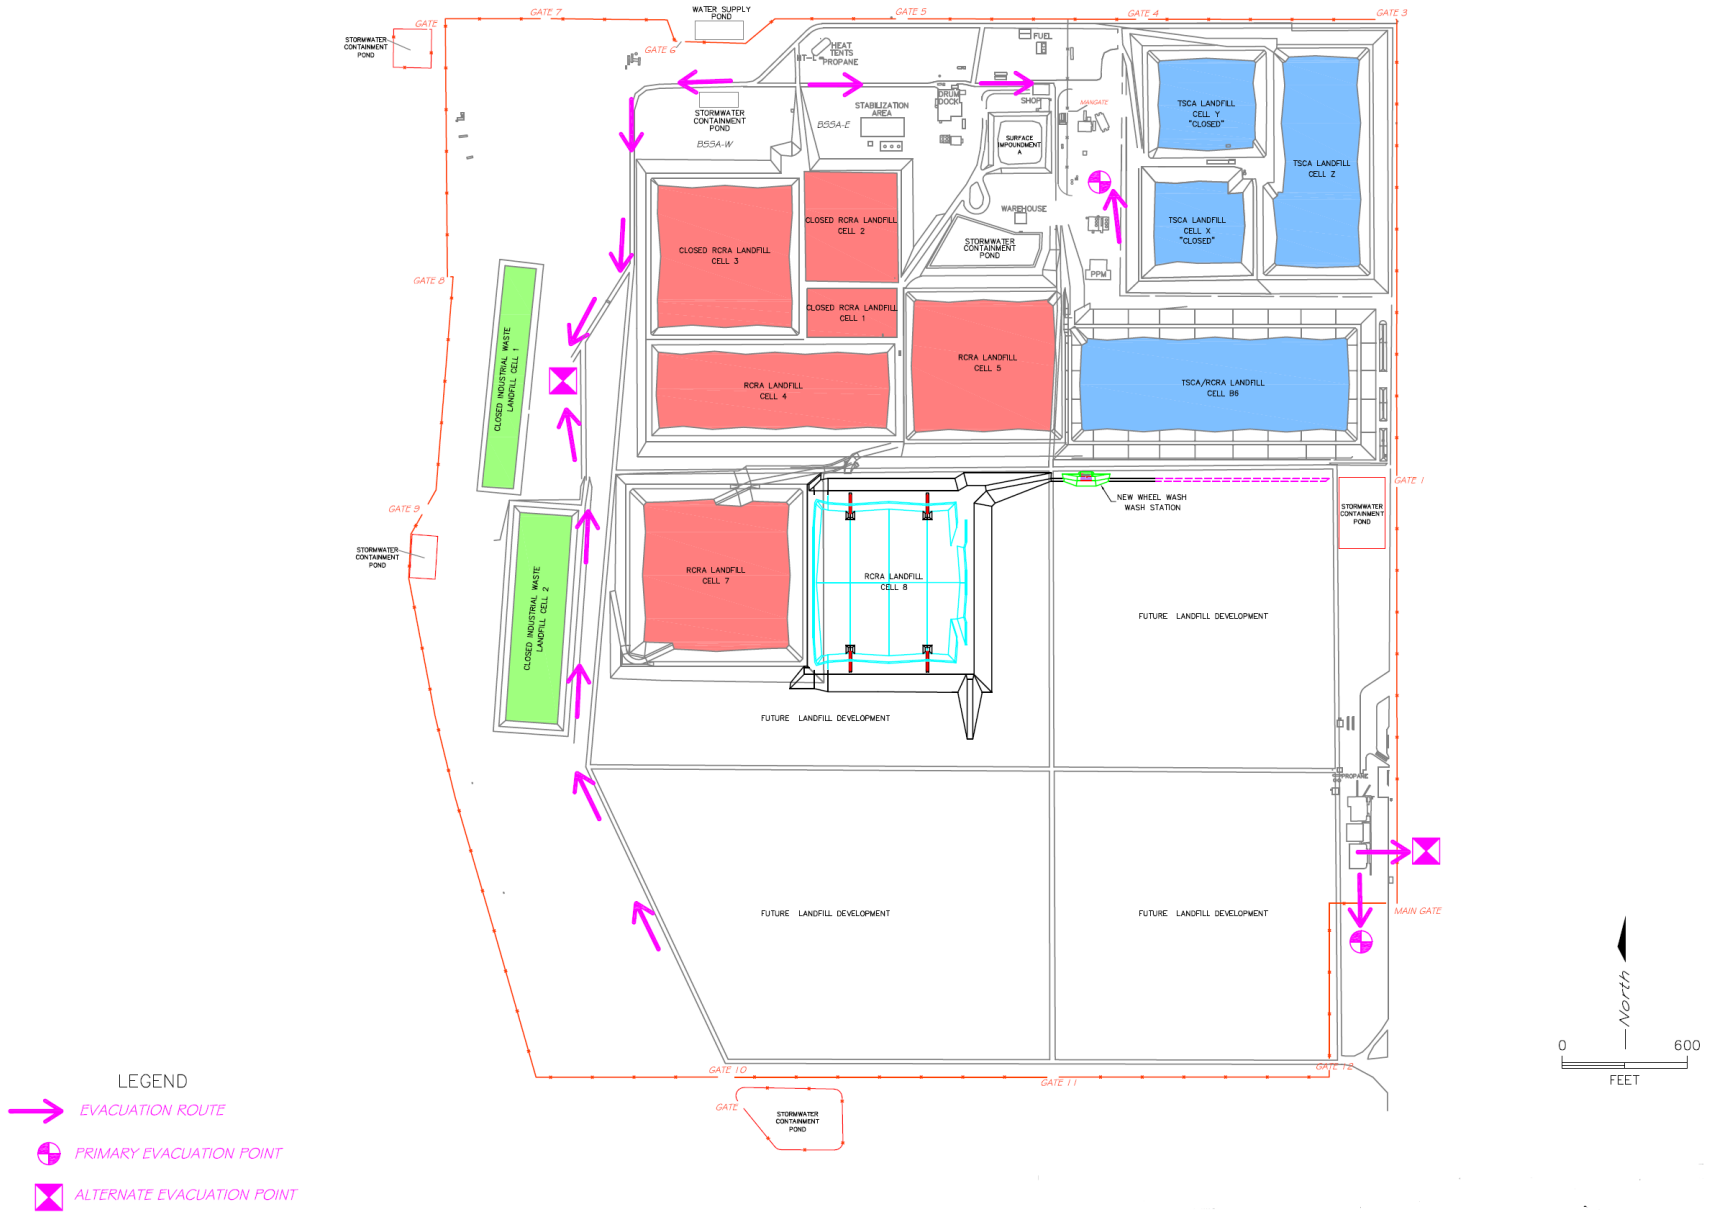 GATE 7
WATER SUPPLY
POND
GATE 5
GATE 4
GATE 3
GATE
STORMWATER
CONTAINMENT
POND
GATE 6
HEAT
TENTS
PROPANE
FUEL
STORMWATER
CONTAINMENT
POND
BSSA-W
BSSA-E
STABILIZATION
AREA
DRUM
DOCK
SHOP
MANGATE
SURFACE
IMPOUNDMENT
A
TSCA LANDFILL
CELL Y
"CLOSED"
TSCA LANDFILL
CELL Z
TSCA LANDFILL
CELL X
"CLOSED"
WAREHOUSE
STORMWATER
CONTAINMENT
POND
PPM
CLOSED RCRA LANDFILL
CELL 3
CLOSED RCRA LANDFILL
CELL 2
CLOSED RCRA LANDFILL
CELL 1
GATE 8
CLOSED INDUSTRIAL WASTE
LANDFILL CELL 1
RCRA LANDFILL
CELL 4
RCRA LANDFILL
CELL 5
TSCA/RCRA LANDFILL
CELL B6
GATE 1
NEW WHEEL WASH
WASH STATION
STORMWATER
CONTAINMENT
POND
GATE 9
STORMWATER
CONTAINMENT
POND
CLOSED INDUSTRIAL WASTE
LANDFILL CELL 2
RCRA LANDFILL
CELL 7
RCRA LANDFILL
CELL 8
FUTURE LANDFILL DEVELOPMENT
FUTURE LANDFILL DEVELOPMENT
PROPANE
FUTURE LANDFILL DEVELOPMENT
FUTURE LANDFILL DEVELOPMENT
MAIN GATE
North
0 600
FEET
GATE 10
GATE 11
GATE 12
GATE
STORMWATER
CONTAINMENT
POND
LEGEND
EVACUATION ROUTE
PRIMARY EVACUATION POINT
ALTERNATE EVACUATION POINT